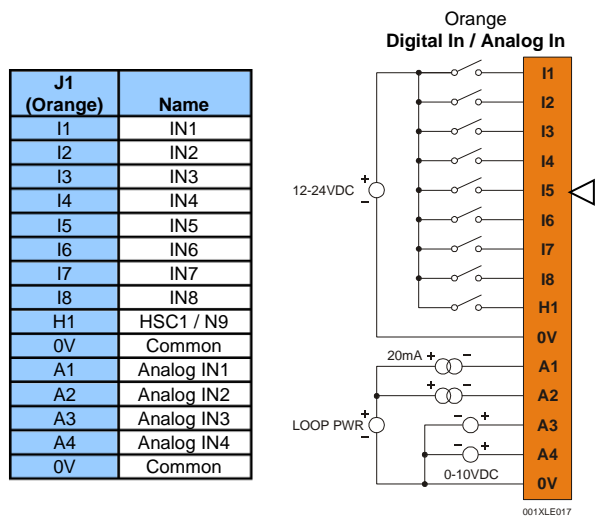 J1
(Orange) Name
I1 IN1
I2 IN2
I3 IN3
I4 IN4
I5 IN5
I6 IN6
I7 IN7
I8 IN8
H1 HSC1 / N9
0V Common
A1 Analog IN1
A2 Analog IN2
A3 Analog IN3
A4 Analog IN4
0V Common
Orange
Digital In / Analog In
I1
I2
I3
I4
12-24VDC + − I5
I6
I7
I8
H1
0V
20mA + − A1
+ − A2
LOOP PWR + − − + A3
− + A4
0-10VDC 0V
001XLE017